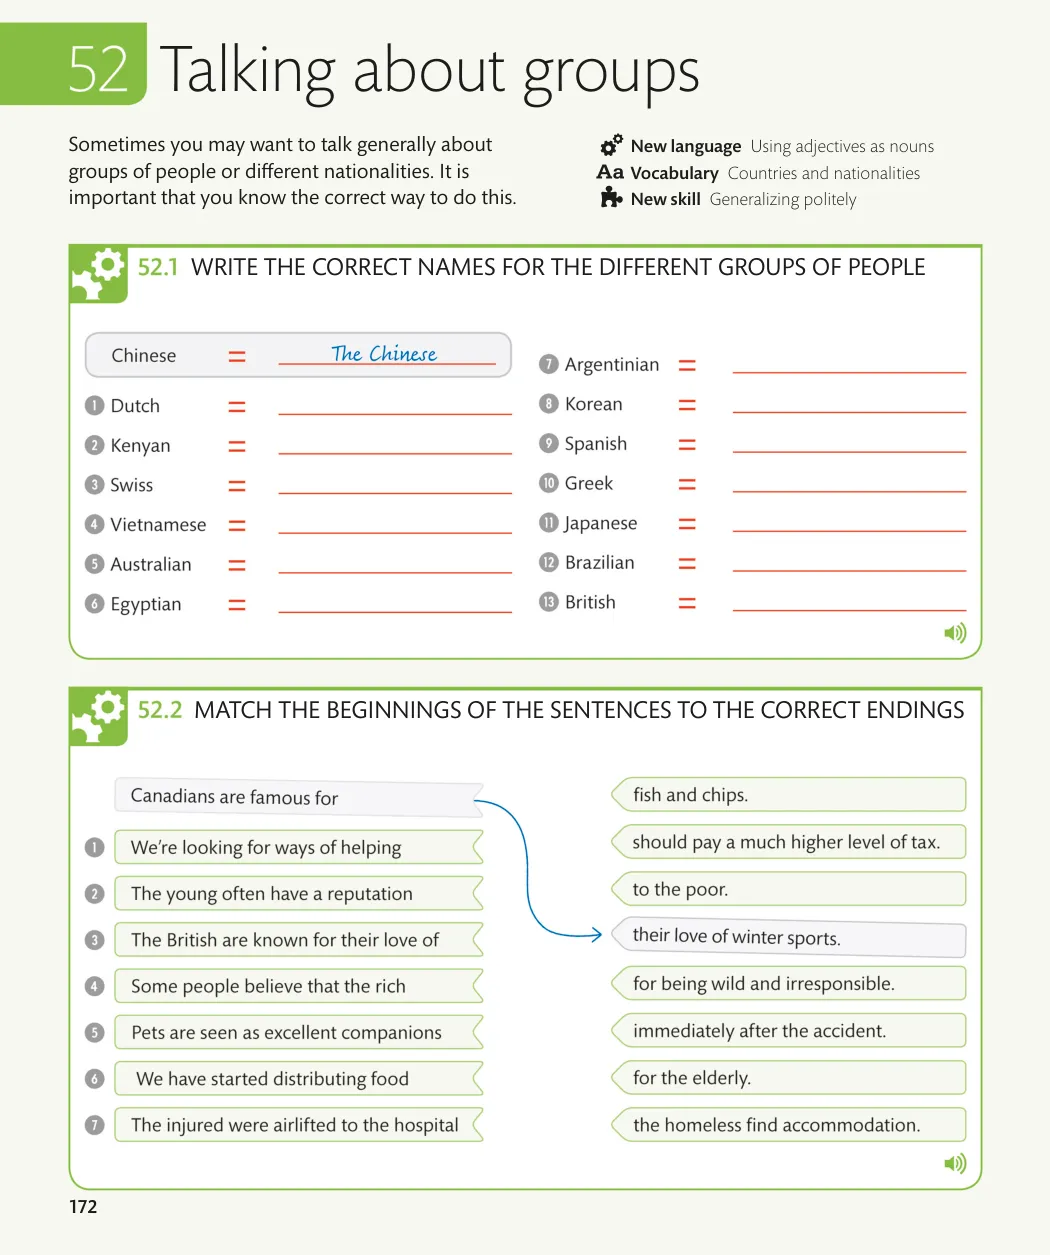 52 Talking about groups
Sometimes you may want to talk generally about
groups of people or different nationalities. It is
important that you know the correct way to do this.
New language Using adjectives as nouns
Aa Vocabulary Countries and nationalities
New skill Generalizing politely
52.1 WRITE THE CORRECT NAMES FOR THE DIFFERENT GROUPS OF PEOPLE
Chinese = The Chinese
1 Dutch =
2 Kenyan =
3 Swiss =
4 Vietnamese =
5 Australian =
6 Egyptian =
7 Argentinian =
8 Korean =
9 Spanish =
10 Greek =
11 Japanese =
12 Brazilian =
13 British =
52.2 MATCH THE BEGINNINGS OF THE SENTENCES TO THE CORRECT ENDINGS
Canadians are famous for
1 We're looking for ways of helping
2 The young often have a reputation
3 The British are known for their love of
4 Some people believe that the rich
5 Pets are seen as excellent companions
6 We have started distributing food
7 The injured were airlifted to the hospital
fish and chips.
should pay a much higher level of tax.
to the poor.
their love of winter sports.
for being wild and irresponsible.
immediately after the accident.
for the elderly.
the homeless find accommodation.
172